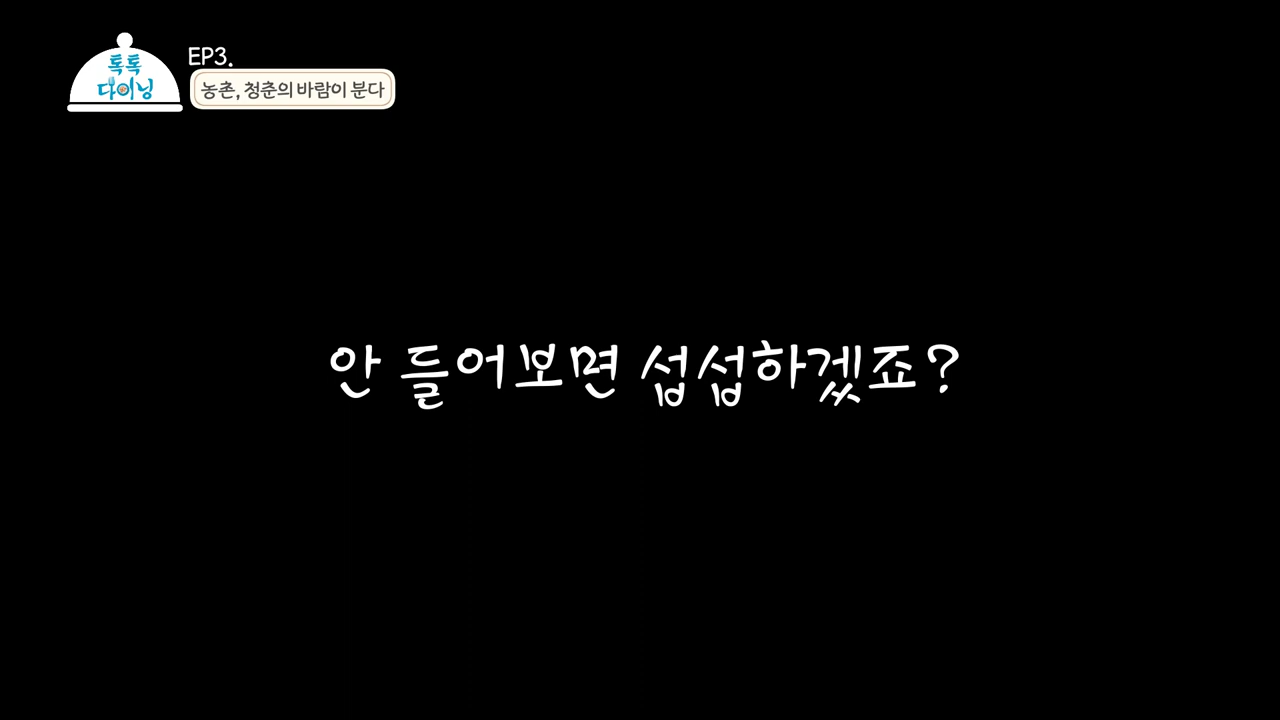 톡톡
다이닝
EP3.
농촌, 청춘의 바람이 분다
안 들어보면 섭섭하겠죠?